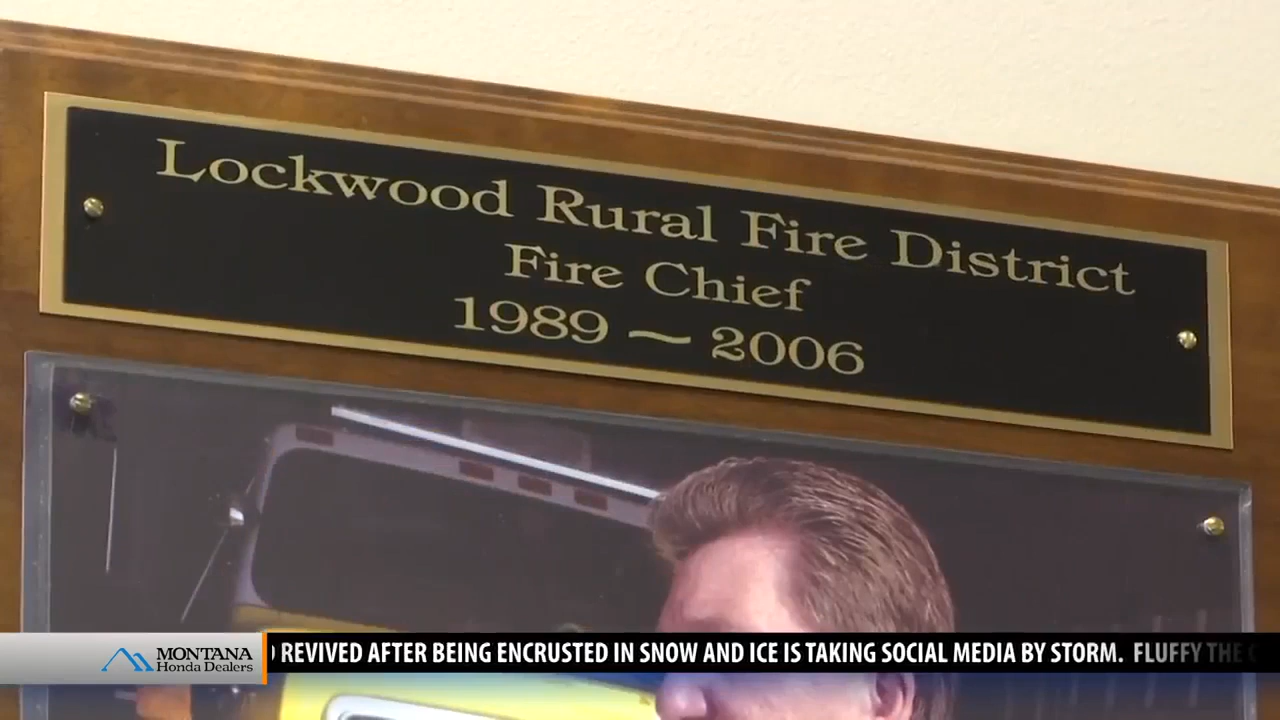 Lockwood Rural Fire District
Fire Chief
1989 ~ 2006
MONTANA
Honda Dealers
REVIVED AFTER BEING ENCRUSTED IN SNOW AND ICE IS TAKING SOCIAL MEDIA BY STORM. FLUFFY THE